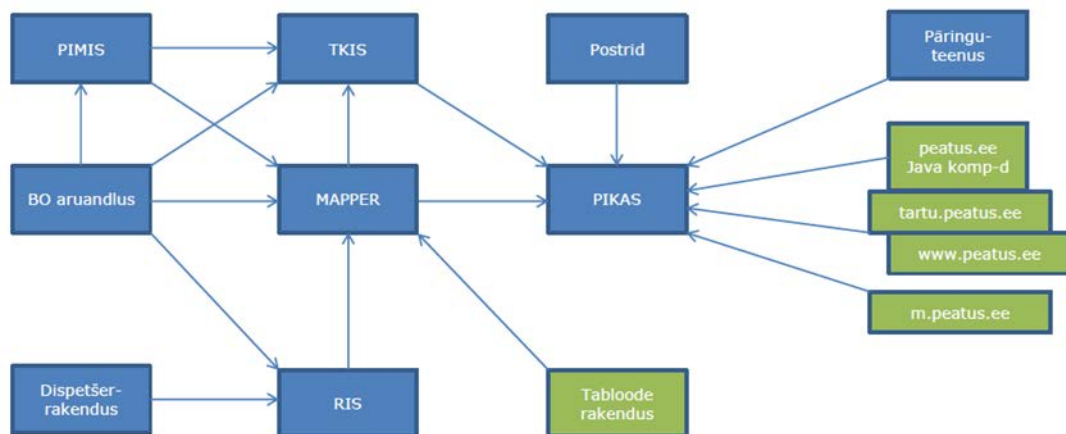 PIMIS
TKIS
Postrid
Päringu-
teenus
peatus.ee
Java komp-d
BO aruandlus
MAPPER
PIKAS
tartu.peatus.ee
www.peatus.ee
m.peatus.ee
Dispetšer-
rakendus
RIS
Tabloode
rakendus